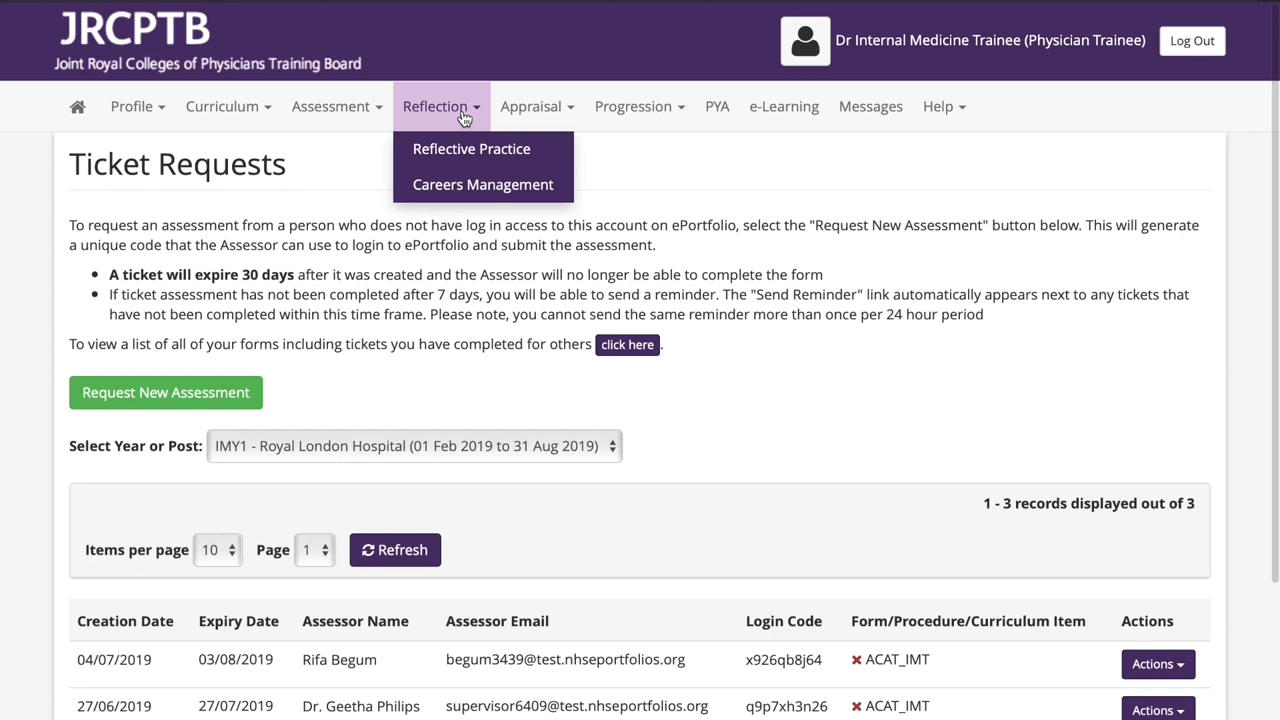 JRCPTB
Joint Royal Colleges of Physicians Training Board
Dr Internal Medicine Trainee (Physician Trainee)
Log Out
Profile
Curriculum
Assessment
Reflection
Appraisal
Progression
PYA
e-Learning
Messages
Help
Reflective Practice
Careers Management
Ticket Requests
To request an assessment from a person who does not have log in access to this account on ePortfolio, select the "Request New Assessment" button below. This will generate
a unique code that the Assessor can use to login to ePortfolio and submit the assessment.
A ticket will expire 30 days after it was created and the Assessor will no longer be able to complete the form
If ticket assessment has not been completed after 7 days, you will be able to send a reminder. The "Send Reminder" link automatically appears next to any tickets that
have not been completed within this time frame. Please note, you cannot send the same reminder more than once per 24 hour period
To view a list of all of your forms including tickets you have completed for others click here.
Request New Assessment
Select Year or Post: IMY1 - Royal London Hospital (01 Feb 2019 to 31 Aug 2019)
1 - 3 records displayed out of 3
Items per page 10 Page 1 Refresh
Creation Date Expiry Date Assessor Name Assessor Email Login Code Form/Procedure/Curriculum Item Actions
04/07/2019 03/08/2019 Rifa Begum begum3439@test.nhseportfolios.org x926qb8j64 ACAT_IMT Actions
27/06/2019 27/07/2019 Dr. Geetha Philips supervisor6409@test.nhseportfolios.org q9p7xh3n26 ACAT_IMT Actions